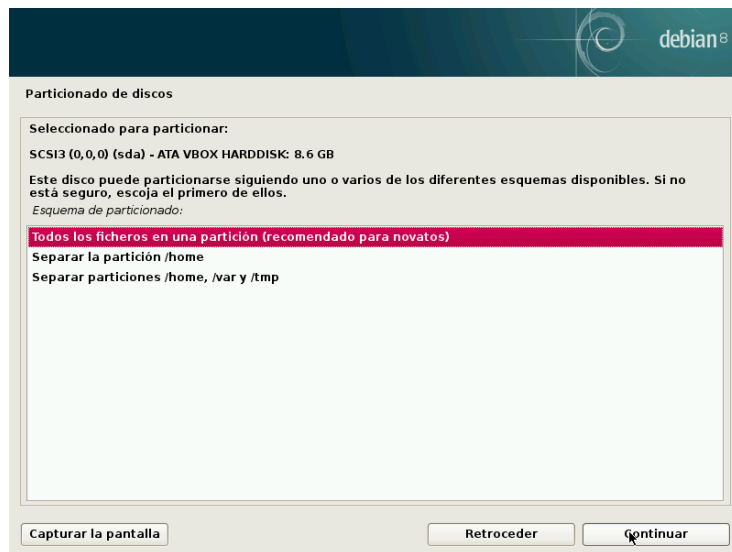 debian 8
Particionado de discos
Seleccionado para particionar:
SCSI3 (0,0,0) (sda) - ATA VBOX HARDDISK: 8.6 GB
Este disco puede particionarse siguiendo uno o varios de los diferentes esquemas disponibles. Si no
está seguro, escoja el primero de ellos.
Esquema de particionado:
Todos los ficheros en una partición (recomendado para novatos)
Separar la partición /home
Separar particiones /home, /var y /tmp
Capturar la pantalla
Retroceder
Continuar